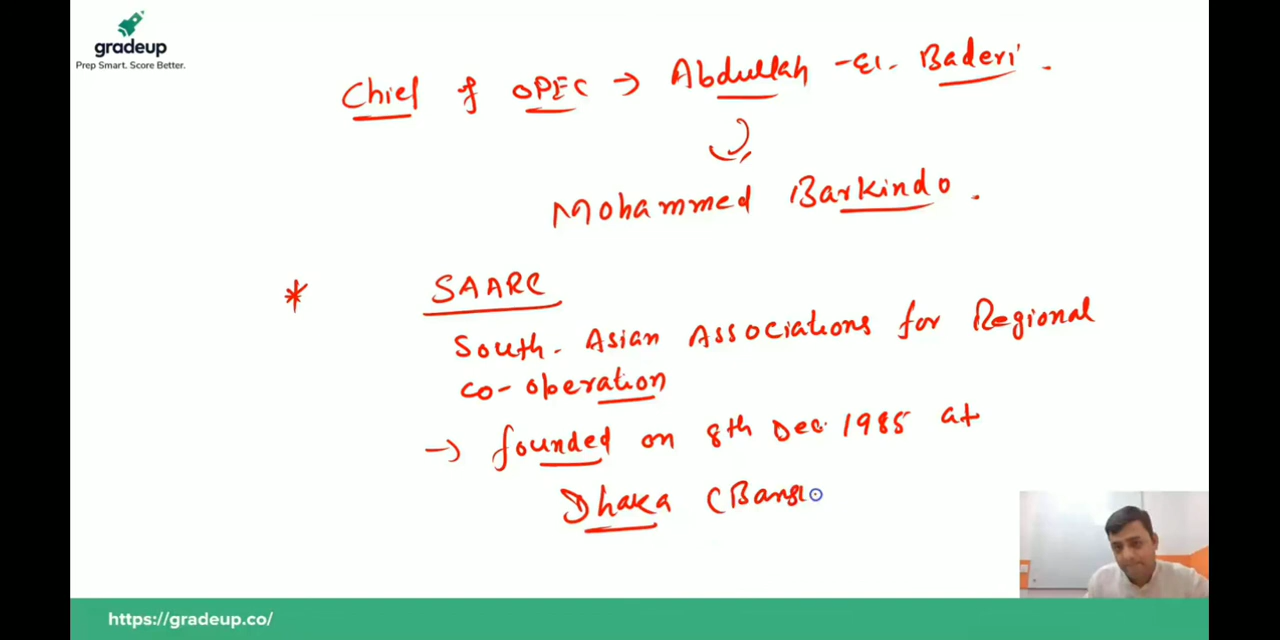 gradeup
Prep Smart. Score Better.
Chief of OPEC → Abdullah -El. Baderi.
Mohammed Barkindo.
* SAARC
South-Asian Associations for Regional
co-operation
→ founded on 8th Dec. 1985 at
Dhaka (Bangl
https://gradeup.co/